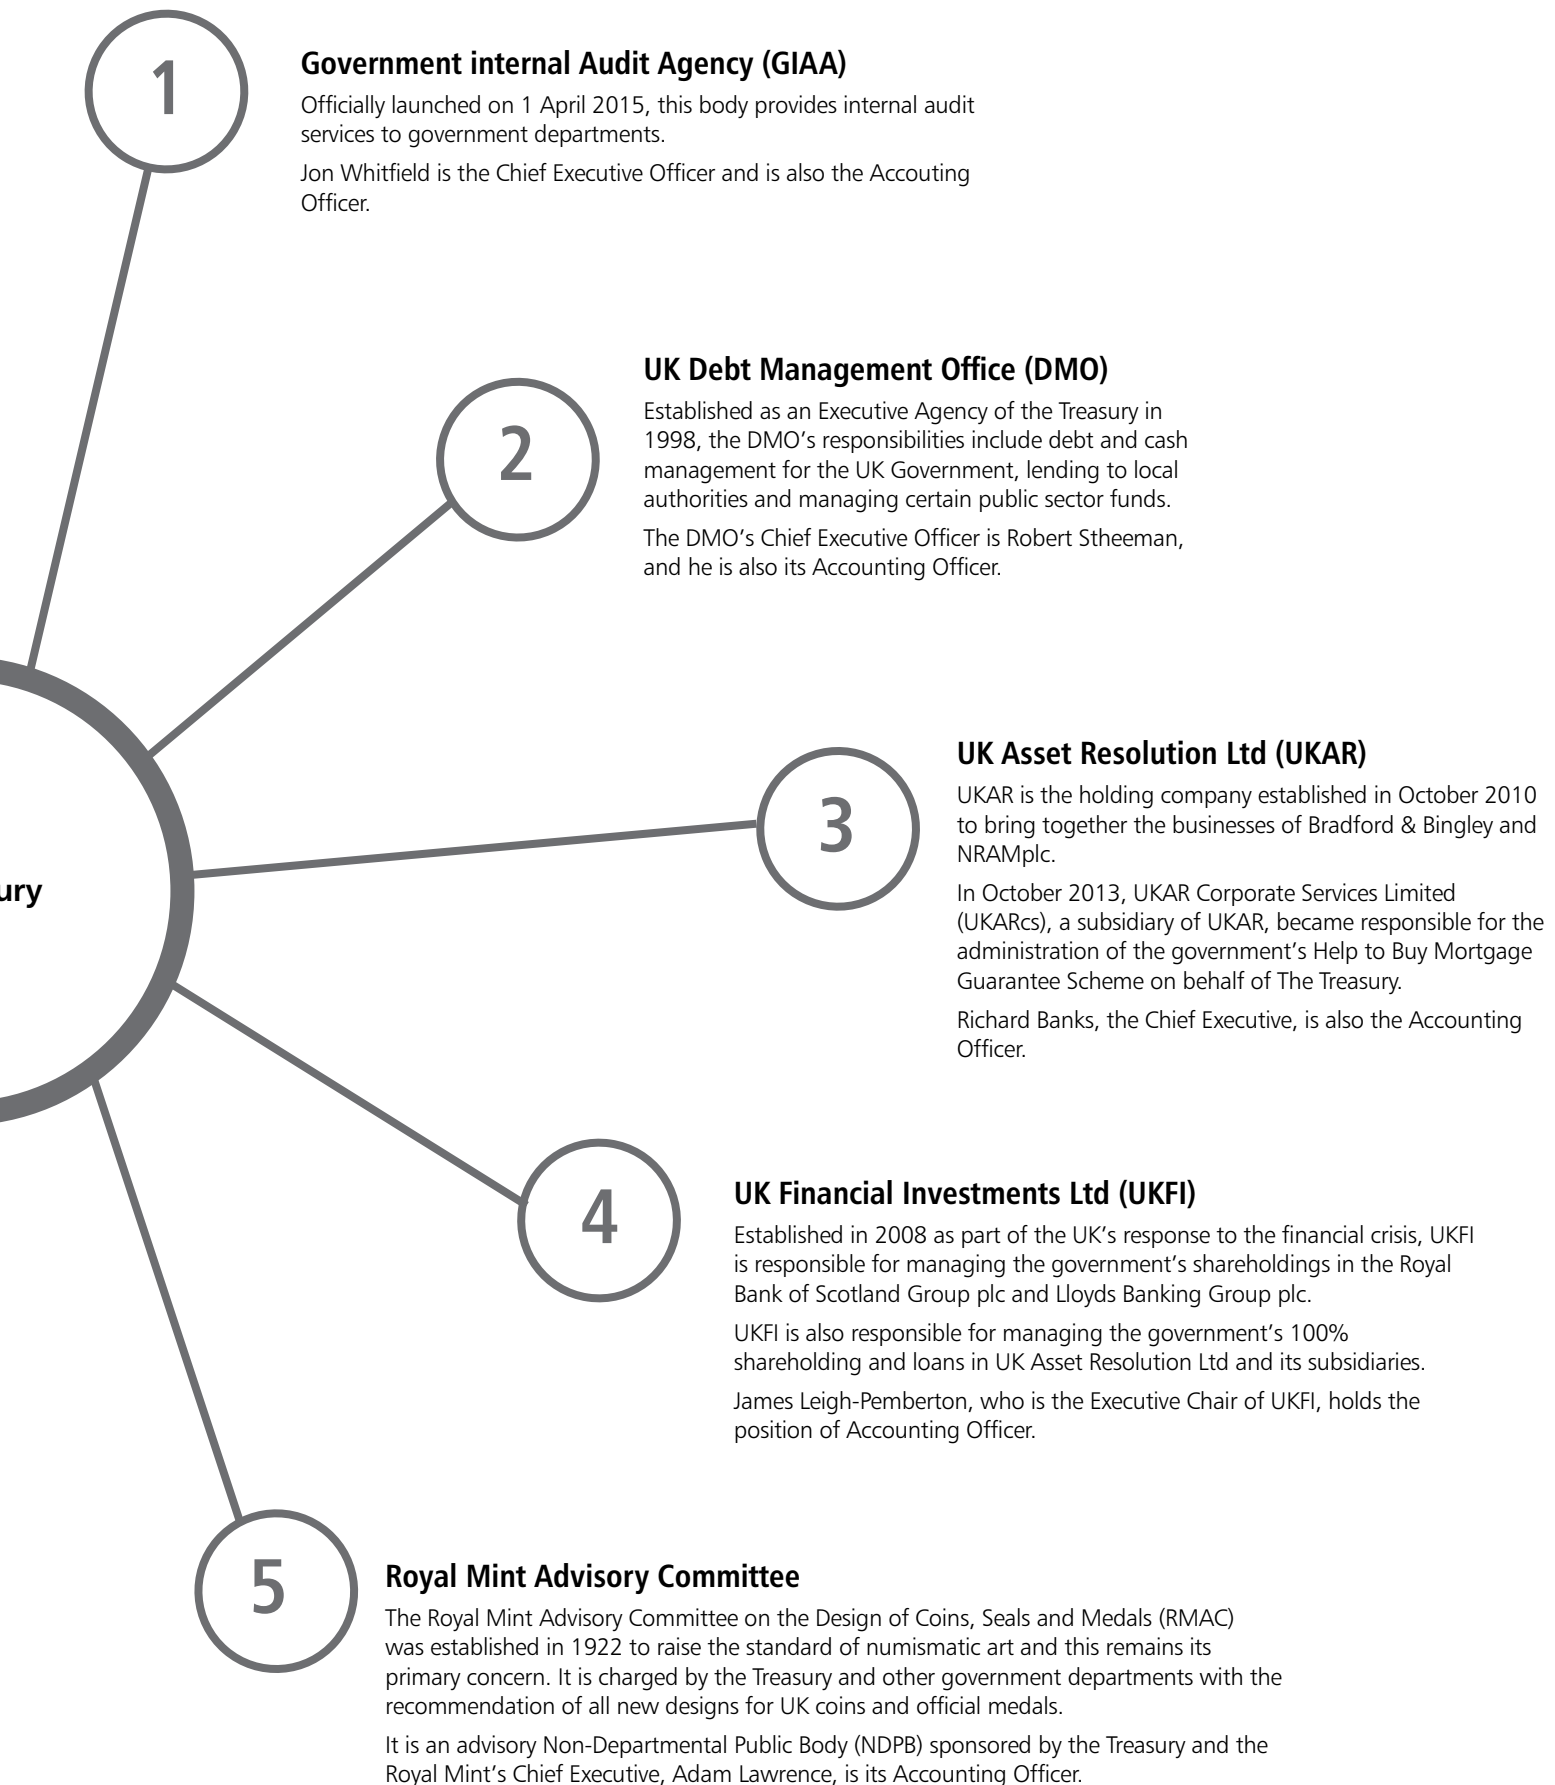 1
Government internal Audit Agency (GIAA)
Officially launched on 1 April 2015, this body provides internal audit
services to government departments.
Jon Whitfield is the Chief Executive Officer and is also the Accouting
Officer.
2
UK Debt Management Office (DMO)
Established as an Executive Agency of the Treasury in
1998, the DMO’s responsibilities include debt and cash
management for the UK Government, lending to local
authorities and managing certain public sector funds.
The DMO’s Chief Executive Officer is Robert Stheeman,
and he is also its Accounting Officer.
3
UK Asset Resolution Ltd (UKAR)
UKAR is the holding company established in October 2010
to bring together the businesses of Bradford & Bingley and
NRAMplc.
In October 2013, UKAR Corporate Services Limited
(UKARcs), a subsidiary of UKAR, became responsible for the
administration of the government’s Help to Buy Mortgage
Guarantee Scheme on behalf of The Treasury.
Richard Banks, the Chief Executive, is also the Accounting
Officer.
ury
4
UK Financial Investments Ltd (UKFI)
Established in 2008 as part of the UK’s response to the financial crisis, UKFI
is responsible for managing the government’s shareholdings in the Royal
Bank of Scotland Group plc and Lloyds Banking Group plc.
UKFI is also responsible for managing the government’s 100%
shareholding and loans in UK Asset Resolution Ltd and its subsidiaries.
James Leigh-Pemberton, who is the Executive Chair of UKFI, holds the
position of Accounting Officer.
5
Royal Mint Advisory Committee
The Royal Mint Advisory Committee on the Design of Coins, Seals and Medals (RMAC)
was established in 1922 to raise the standard of numismatic art and this remains its
primary concern. It is charged by the Treasury and other government departments with the
recommendation of all new designs for UK coins and official medals.
It is an advisory Non-Departmental Public Body (NDPB) sponsored by the Treasury and the
Royal Mint’s Chief Executive, Adam Lawrence, is its Accounting Officer.